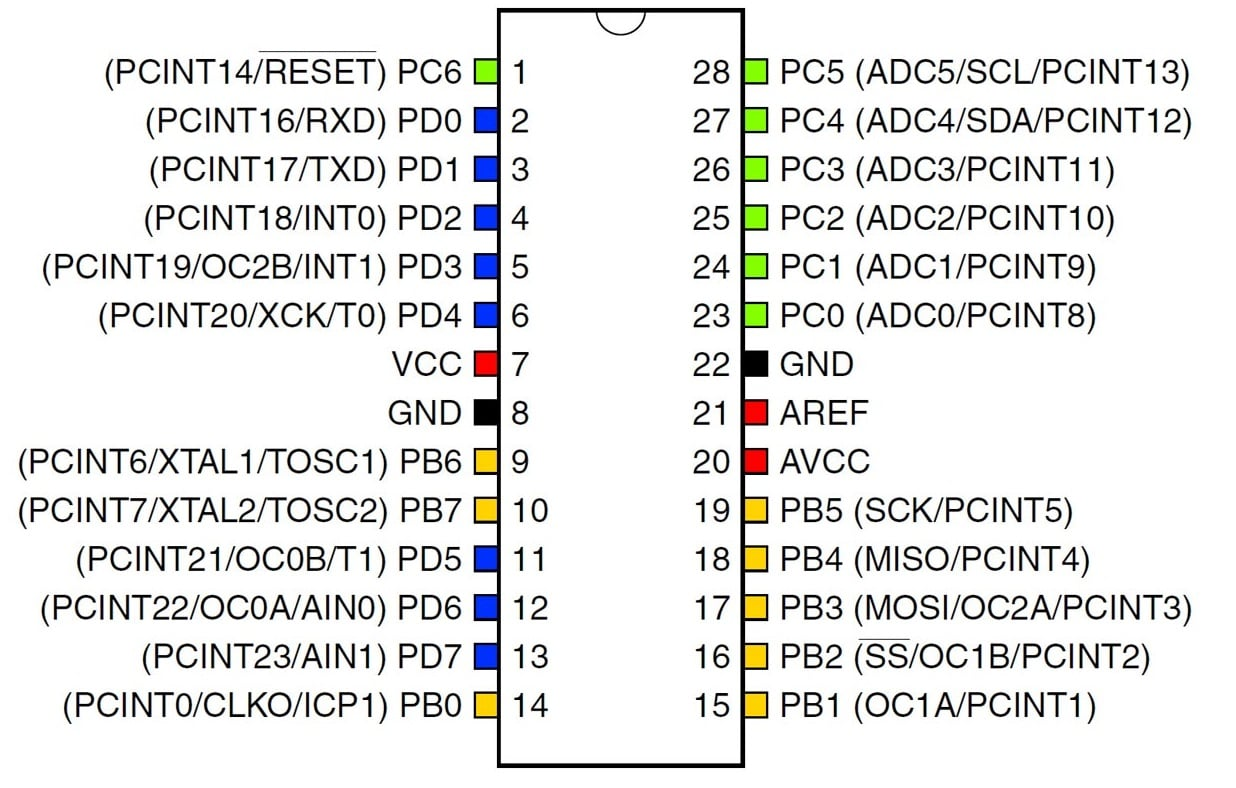 (PCINT14/RESET) PC6 1 28 PC5 (ADC5/SCL/PCINT13)
(PCINT16/RXD) PD0 2 27 PC4 (ADC4/SDA/PCINT12)
(PCINT17/TXD) PD1 3 26 PC3 (ADC3/PCINT11)
(PCINT18/INT0) PD2 4 25 PC2 (ADC2/PCINT10)
(PCINT19/OC2B/INT1) PD3 5 24 PC1 (ADC1/PCINT9)
(PCINT20/XCK/T0) PD4 6 23 PC0 (ADC0/PCINT8)
VCC 7 22 GND
GND 8 21 AREF
(PCINT6/XTAL1/TOSC1) PB6 9 20 AVCC
(PCINT7/XTAL2/TOSC2) PB7 10 19 PB5 (SCK/PCINT5)
(PCINT21/OC0B/T1) PD5 11 18 PB4 (MISO/PCINT4)
(PCINT22/OC0A/AIN0) PD6 12 17 PB3 (MOSI/OC2A/PCINT3)
(PCINT23/AIN1) PD7 13 16 PB2 (SS/OC1B/PCINT2)
(PCINT0/CLKO/ICP1) PB0 14 15 PB1 (OC1A/PCINT1)